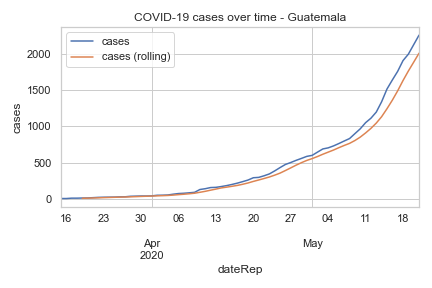 COVID-19 cases over time - Guatemala
cases
cases (rolling)
cases
2000
1500
1000
500
0
16 23 30 06 13 20 27 04 11 18
Apr May
2020
dateRep